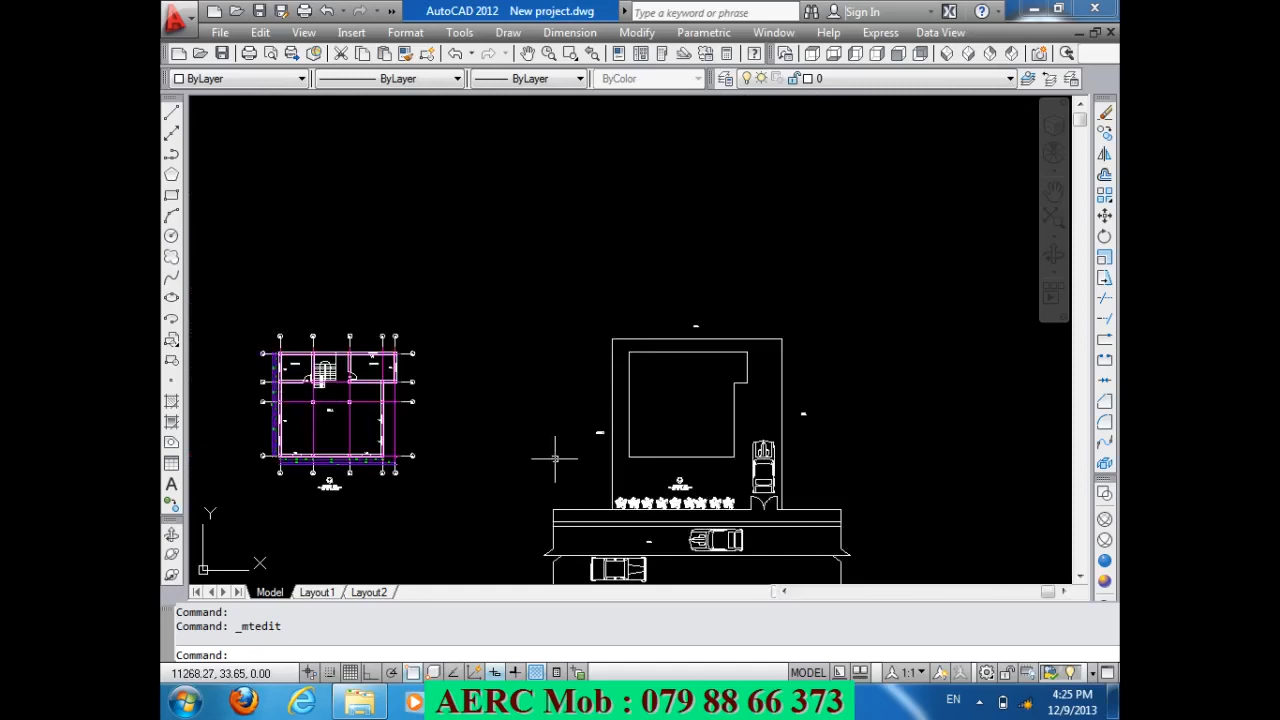 AutoCAD 2012 New project.dwg
Type a keyword or phrase
Sign In
File Edit View Insert Format Tools Draw Dimension Modify Parametric Window Help Express Data View
ByLayer ByLayer ByLayer ByColor 0
Y
X
Model Layout1 Layout2
Command:
Command: _mtedit
Command:
11268.27, 33.65, 0.00
MODEL
1:1
AERC Mob : 079 88 66 373
EN
4:25 PM
12/9/2013